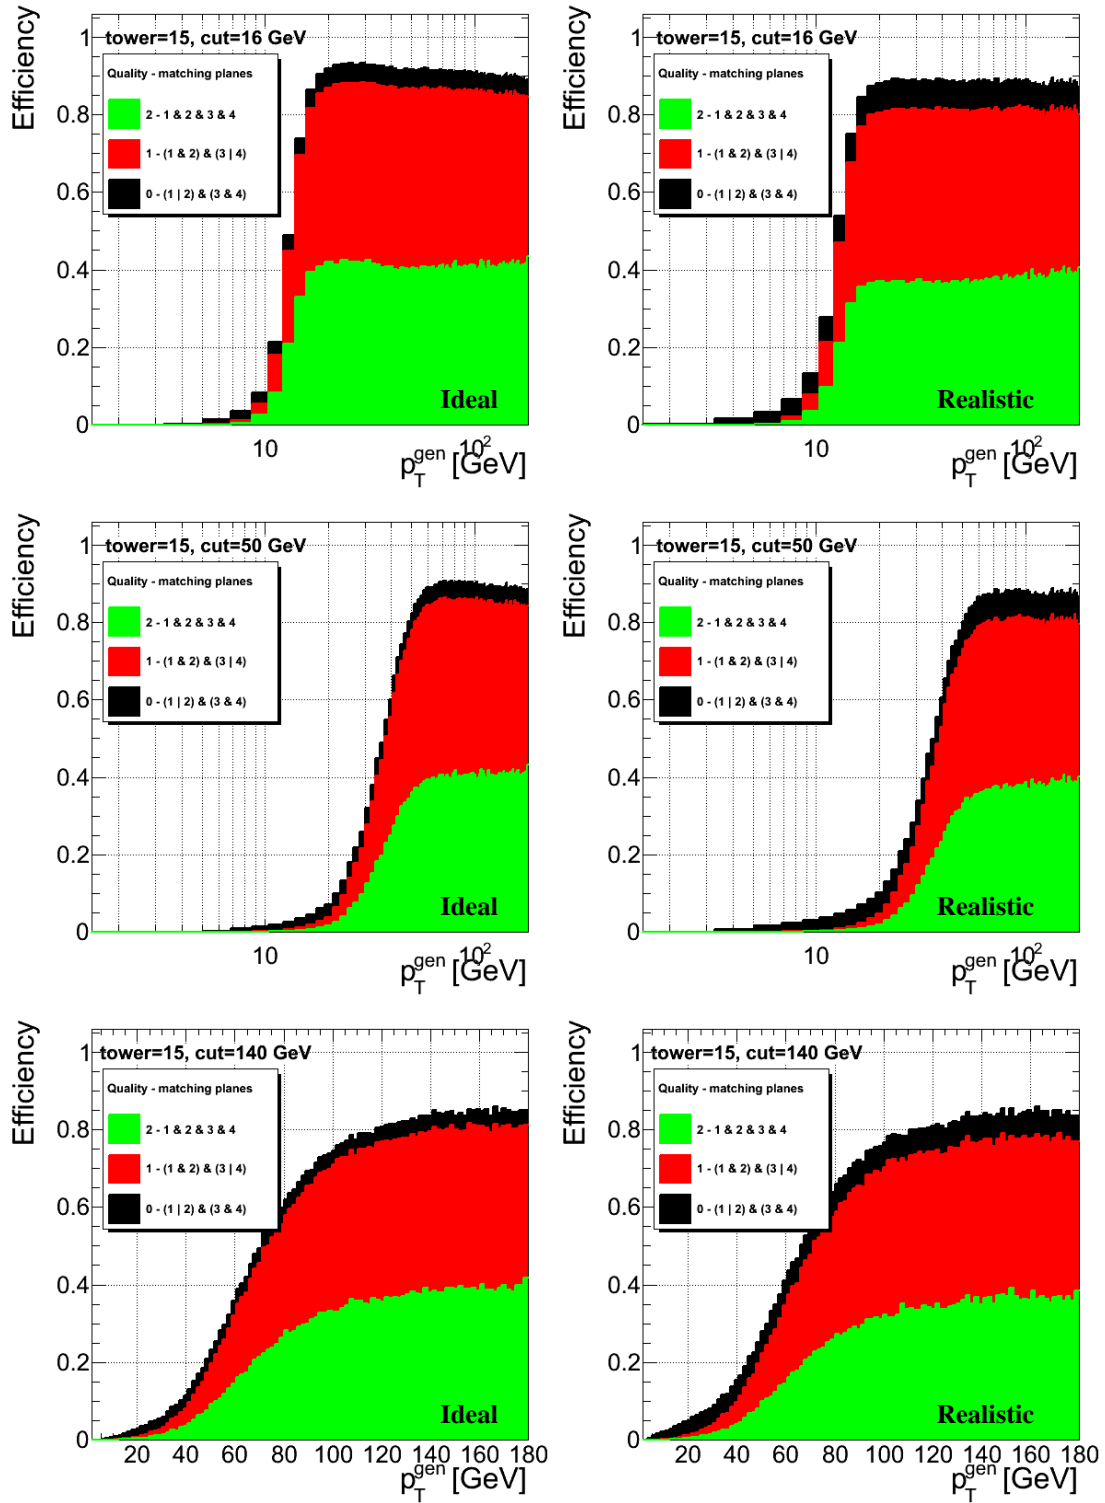 Efficiency
1
0.8
0.6
0.4
0.2
0
tower=15, cut=16 GeV
Quality - matching planes
2 - 1 & 2 & 3 & 4
1 - (1 & 2) & (3 | 4)
0 - (1 | 2) & (3 & 4)
Ideal
10
10²
p_T^gen [GeV]
Efficiency
1
0.8
0.6
0.4
0.2
0
tower=15, cut=16 GeV
Quality - matching planes
2 - 1 & 2 & 3 & 4
1 - (1 & 2) & (3 | 4)
0 - (1 | 2) & (3 & 4)
Realistic
10
10²
p_T^gen [GeV]
Efficiency
1
0.8
0.6
0.4
0.2
0
tower=15, cut=50 GeV
Quality - matching planes
2 - 1 & 2 & 3 & 4
1 - (1 & 2) & (3 | 4)
0 - (1 | 2) & (3 & 4)
Ideal
10
10²
p_T^gen [GeV]
Efficiency
1
0.8
0.6
0.4
0.2
0
tower=15, cut=50 GeV
Quality - matching planes
2 - 1 & 2 & 3 & 4
1 - (1 & 2) & (3 | 4)
0 - (1 | 2) & (3 & 4)
Realistic
10
10²
p_T^gen [GeV]
Efficiency
1
0.8
0.6
0.4
0.2
0
tower=15, cut=140 GeV
Quality - matching planes
2 - 1 & 2 & 3 & 4
1 - (1 & 2) & (3 | 4)
0 - (1 | 2) & (3 & 4)
Ideal
20 40 60 80 100 120 140 160 180
p_T^gen [GeV]
Efficiency
1
0.8
0.6
0.4
0.2
0
tower=15, cut=140 GeV
Quality - matching planes
2 - 1 & 2 & 3 & 4
1 - (1 & 2) & (3 | 4)
0 - (1 | 2) & (3 & 4)
Realistic
20 40 60 80 100 120 140 160 180
p_T^gen [GeV]